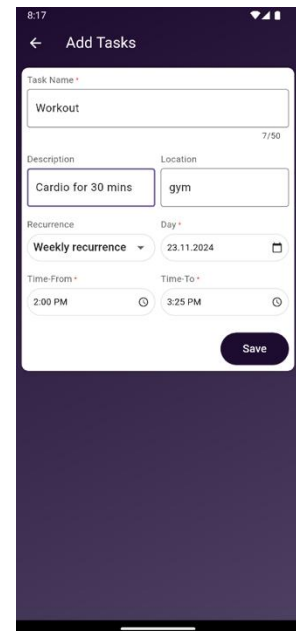 8:17
Add Tasks
Task Name *
Workout
7/50
Description Location
Cardio for 30 mins gym
Recurrence Day *
Weekly recurrence 23.11.2024
Time-From * Time-To *
2:00 PM 3:25 PM
Save